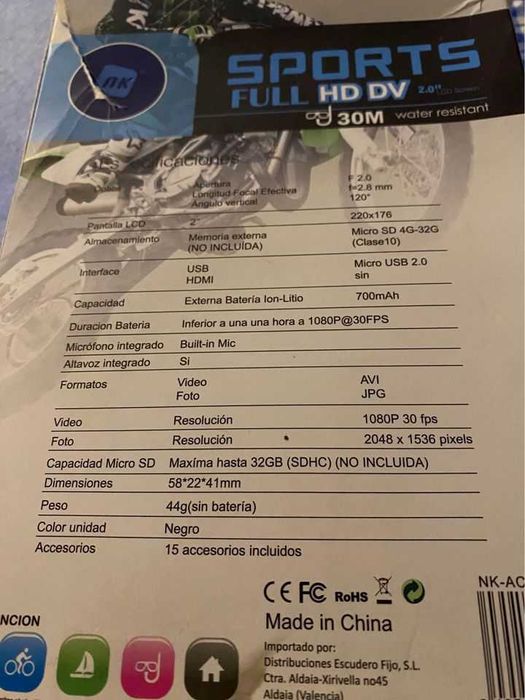 NK
SPORTS
FULL HD DV 2.0" LCD Screen
30M water resistant
Apertura F 2.0
Longitud Focal Efectiva f=2.8 mm
Angulo vertical 120°
Pantalla LCD 2" 220x176
Almacenamiento Memoria externa (NO INCLUÍDA) Micro SD 4G-32G (Clase10)
Interface USB Micro USB 2.0
HDMI sin
Capacidad Externa Batería Ion-Litio 700mAh
Duracion Bateria Inferior a una una hora a 1080P@30FPS
Micrófono integrado Built-in Mic
Altavoz integrado Si
Formatos Video AVI
Foto JPG
Video Resolución 1080P 30 fps
Foto Resolución 2048 x 1536 pixels
Capacidad Micro SD Maxíma hasta 32GB (SDHC) (NO INCLUIDA)
Dimensiones 58*22*41mm
Peso 44g(sin batería)
Color unidad Negro
Accesorios 15 accesorios incluidos
CE FC RoHS
NK-AC
Made in China
NCION
Importado por:
Distribuciones Escudero Fijo, S.L.
Ctra. Aldaia-Xirivella no45
Aldaia (Valencia)